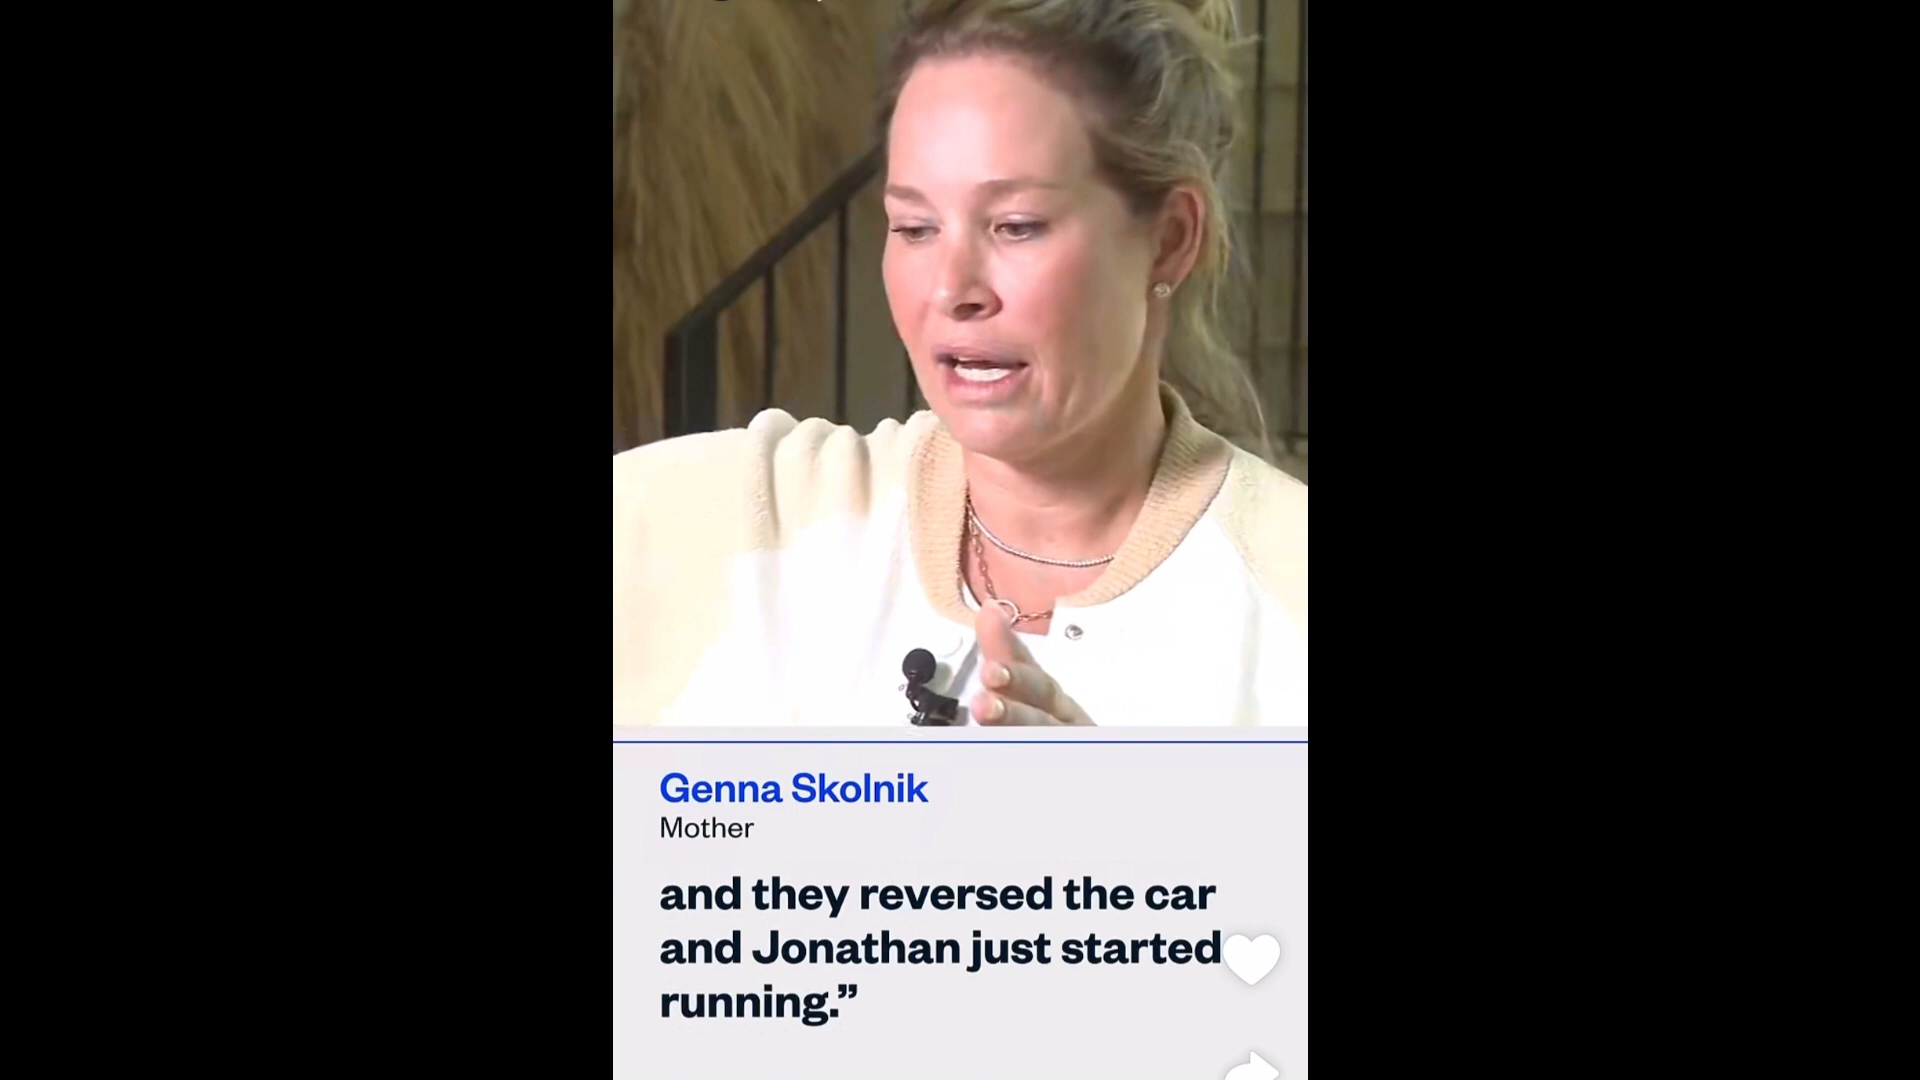 Genna Skolnik
Mother
and they reversed the car
and Jonathan just started
running.”